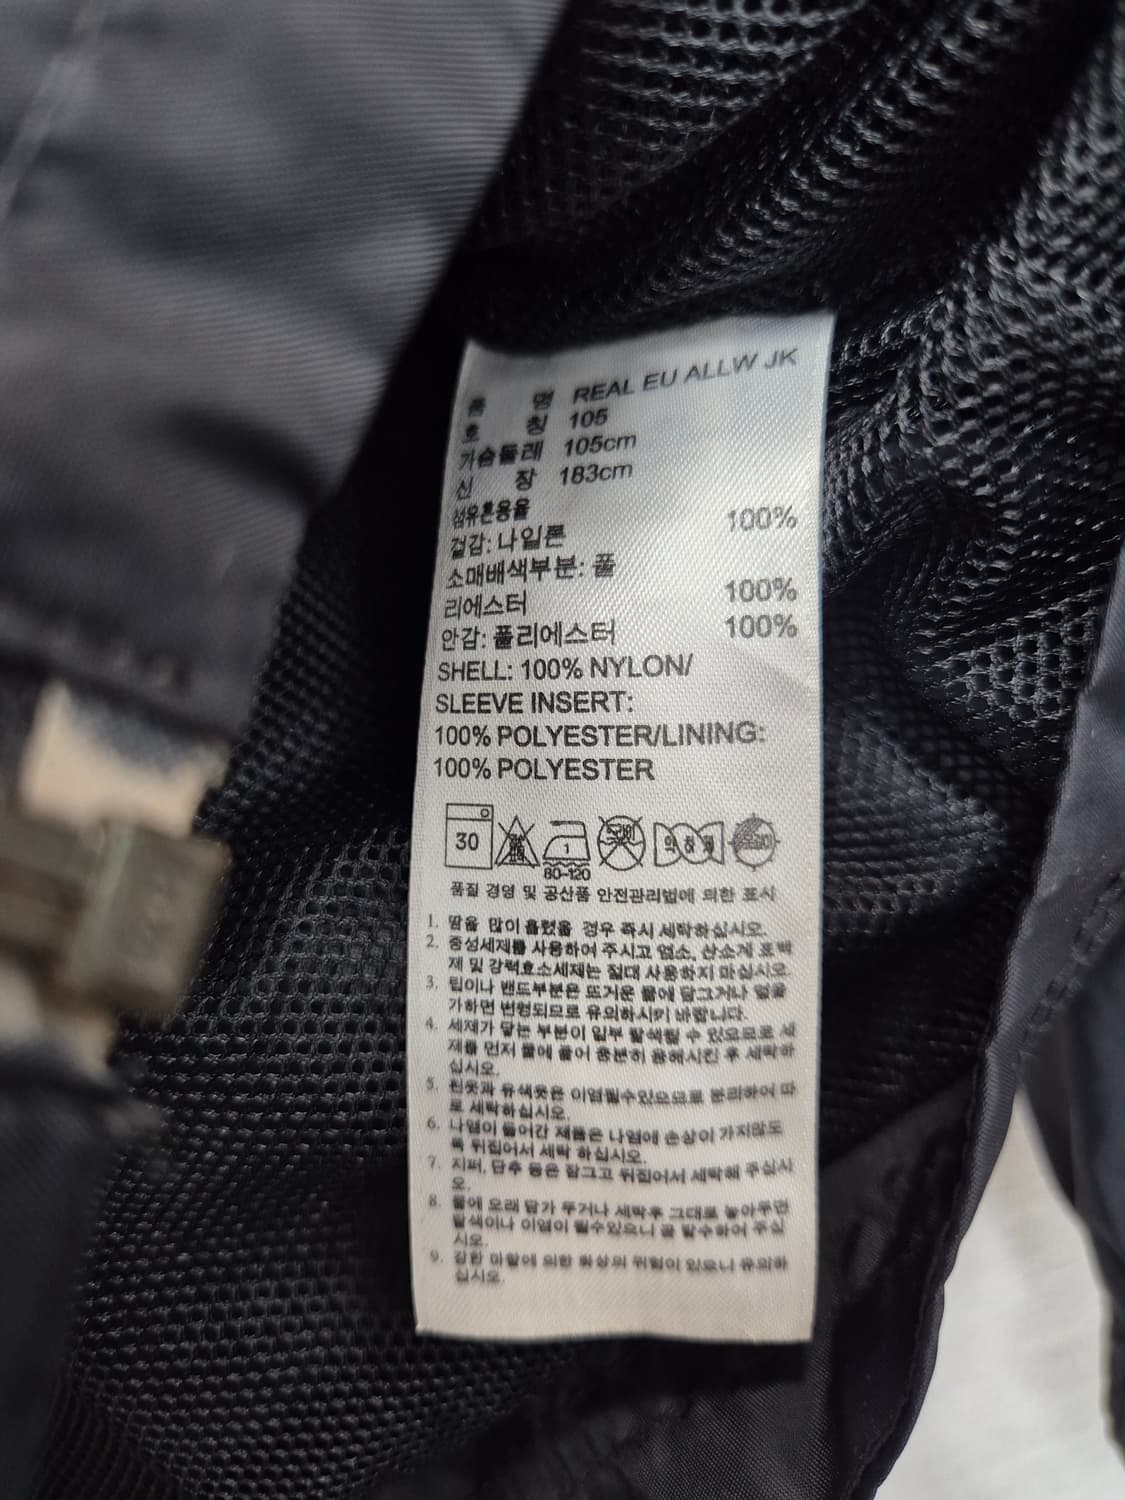 품 명 REAL EU ALLW JK
호 칭 105
가슴둘레 105cm
신 장 183cm
섬유혼용율
겉감: 나일론 100%
소매배색부분: 폴
리에스터 100%
안감: 폴리에스터 100%
SHELL: 100% NYLON/
SLEEVE INSERT:
100% POLYESTER/LINING:
100% POLYESTER
30
1
80-120
약 하 게
품질 경영 및 공산품 안전관리법에 의한 표시
1. 땀을 많이 흘렸을 경우 즉시 세탁하십시오.
2. 중성세제를 사용하여 주시고 염소, 산소계 표백
제 및 강력효소세제는 절대 사용하지 마십시오.
3. 립이나 밴드부분은 뜨거운 물에 담그거나 열을
가하면 변형되므로 유의하시기 바랍니다.
4. 세제가 닿는 부분이 일부 탈색될 수 있으므로 세
제를 먼저 물에 풀어 충분히 용해시킨 후 세탁하
십시오.
5. 흰옷과 유색옷은 이염될수있으므로 분리하여 따
로 세탁하십시오.
6. 나염이 들어간 제품은 나염에 손상이 가지않도
록 뒤집어서 세탁 하십시오.
7. 지퍼, 단추 등은 잠그고 뒤집어서 세탁해 주십시
오.
8. 물에 오래 담가 두거나 세탁후 그대로 놓아두면
탈색이나 이염이 될수있으니 곧 탈수하여 주십
시오.
9. 강한 마찰에 의한 화상의 위험이 있으니 유의하
십시오.